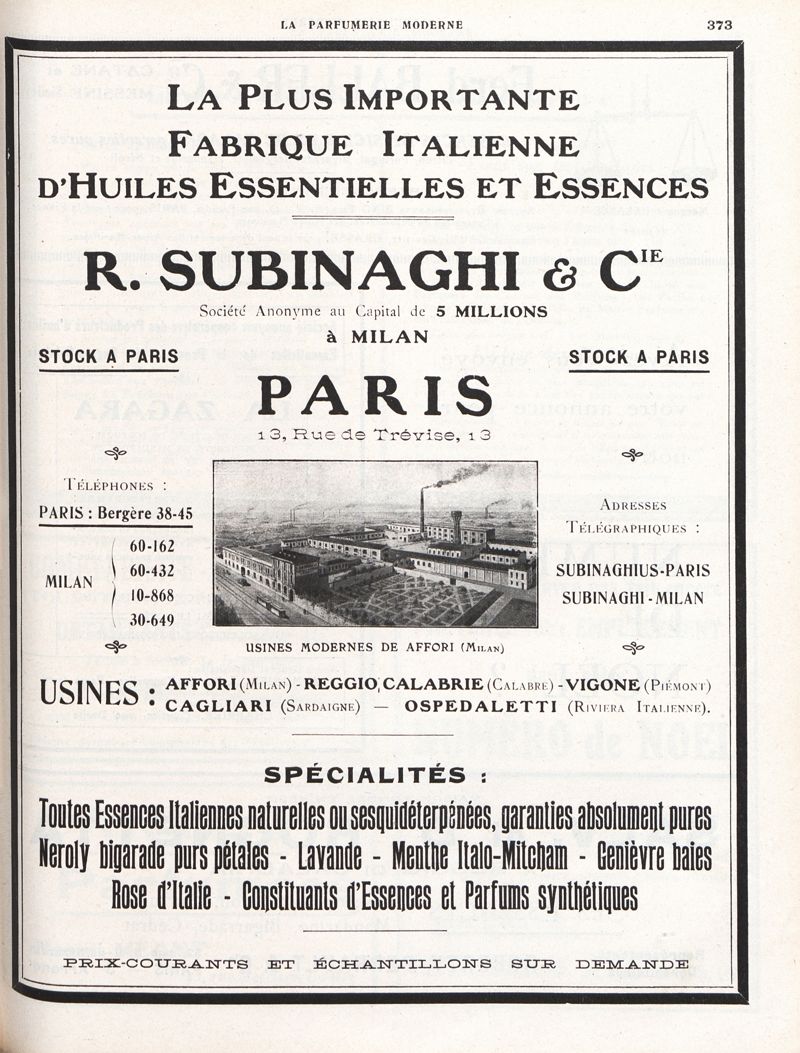 LA PARFUMERIE MODERNE 373
LA PLUS IMPORTANTE
FABRIQUE ITALIENNE
D'HUILES ESSENTIELLES ET ESSENCES
R. SUBINAGHI & CIE
Société Anonyme au Capital de 5 MILLIONS
à MILAN
STOCK A PARIS
STOCK A PARIS
PARIS
13, Rue de Trévise, 13
TÉLÉPHONES :
PARIS : Bergère 38-45
MILAN
60-162
60-432
10-868
30-649
ADRESSES
TÉLÉGRAPHIQUES :
SUBINAGHIUS-PARIS
SUBINAGHI-MILAN
USINES MODERNES DE AFFORI (MILAN)
USINES : AFFORI (MILAN) - REGGIO, CALABRIE (CALABRE) - VIGONE (PIÉMONT)
CAGLIARI (SARDAIGNE) — OSPEDALETTI (RIVIERA ITALIENNE).
SPÉCIALITÉS :
Toutes Essences Italiennes naturelles ou sesquidéterpénées, garanties absolument pures
Neroly bigarade purs pétales - Lavande - Menthe Italo-Mitcham - Genièvre baies
Rose d'Italie - Constituants d'Essences et Parfums synthétiques
PRIX-COURANTS ET ÉCHANTILLONS SUR DEMANDE